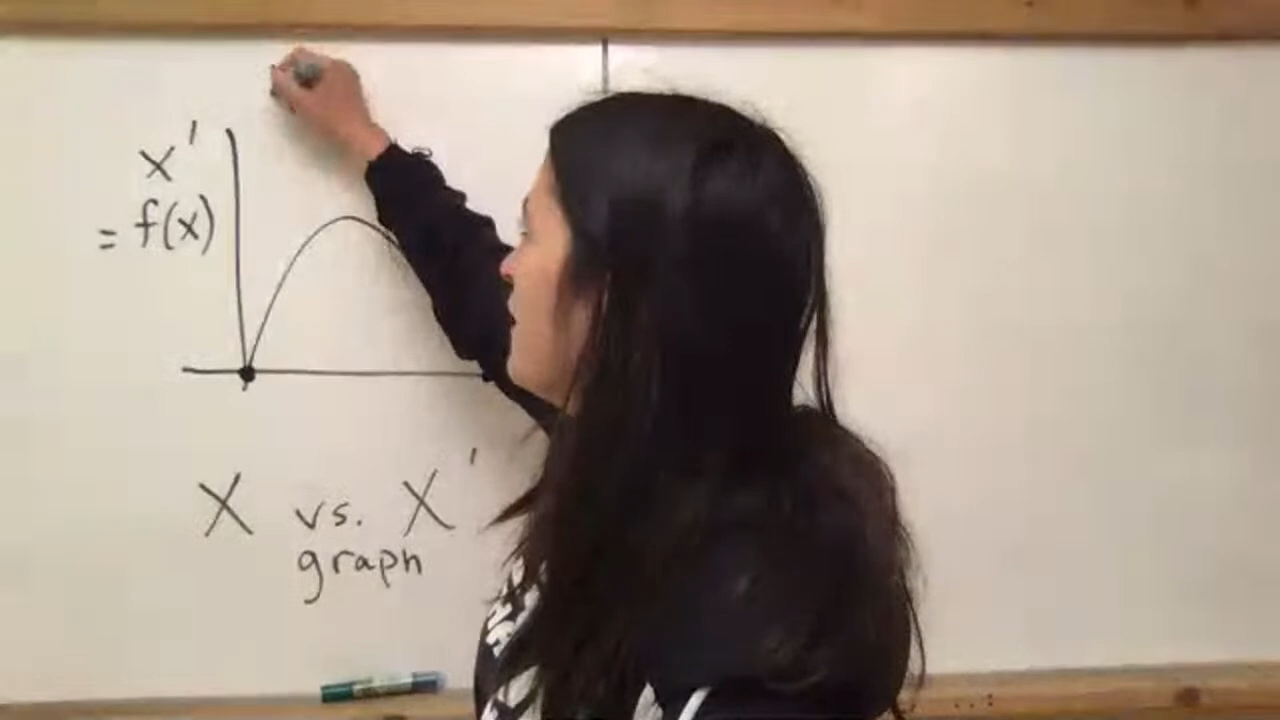 x'
= f(x)
X vs. X'
graph